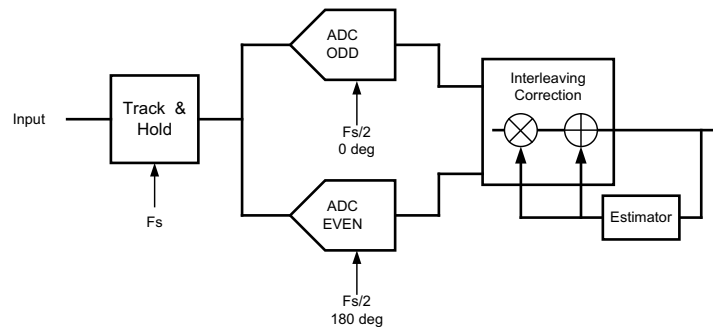 ADC
ODD
Interleaving
Correction
Track &
Hold
Input
Fs/2
0 deg
Fs
ADC
EVEN
Estimator
Fs/2
180 deg